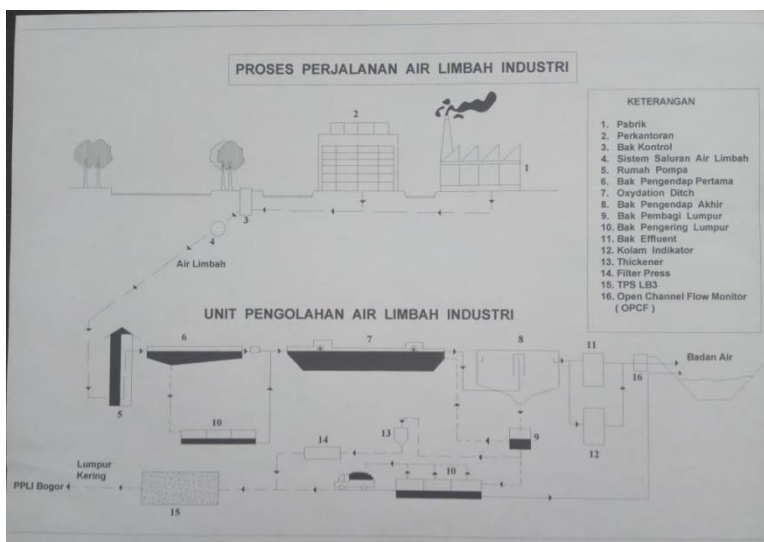 PROSES PERJALANAN AIR LIMBAH INDUSTRI
KETERANGAN
1. Pabrik
2. Perkantoran
3. Bak Kontrol
4. Sistem Saluran Air Limbah
5. Rumah Pompa
6. Bak Pengendap Pertama
7. Oxydation Ditch
8. Bak Pengendap Akhir
9. Bak Pembagi Lumpur
10. Bak Pengering Lumpur
11. Bak Effluent
12. Kolam Indikator
13. Thickener
14. Filter Press
15. TPS LB3
16. Open Channel Flow Monitor
( OPCF )
2
1
3
4
Air Limbah
UNIT PENGOLAHAN AIR LIMBAH INDUSTRI
6
7
8
11
Badan Air
16
5
10
13
9
12
14
10
Lumpur
Kering
PPLI Bogor
15